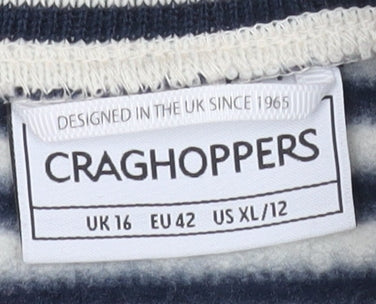 DESIGNED IN THE UK SINCE 1965
CRAGHOPPERS
UK 16 EU 42 US XL/12